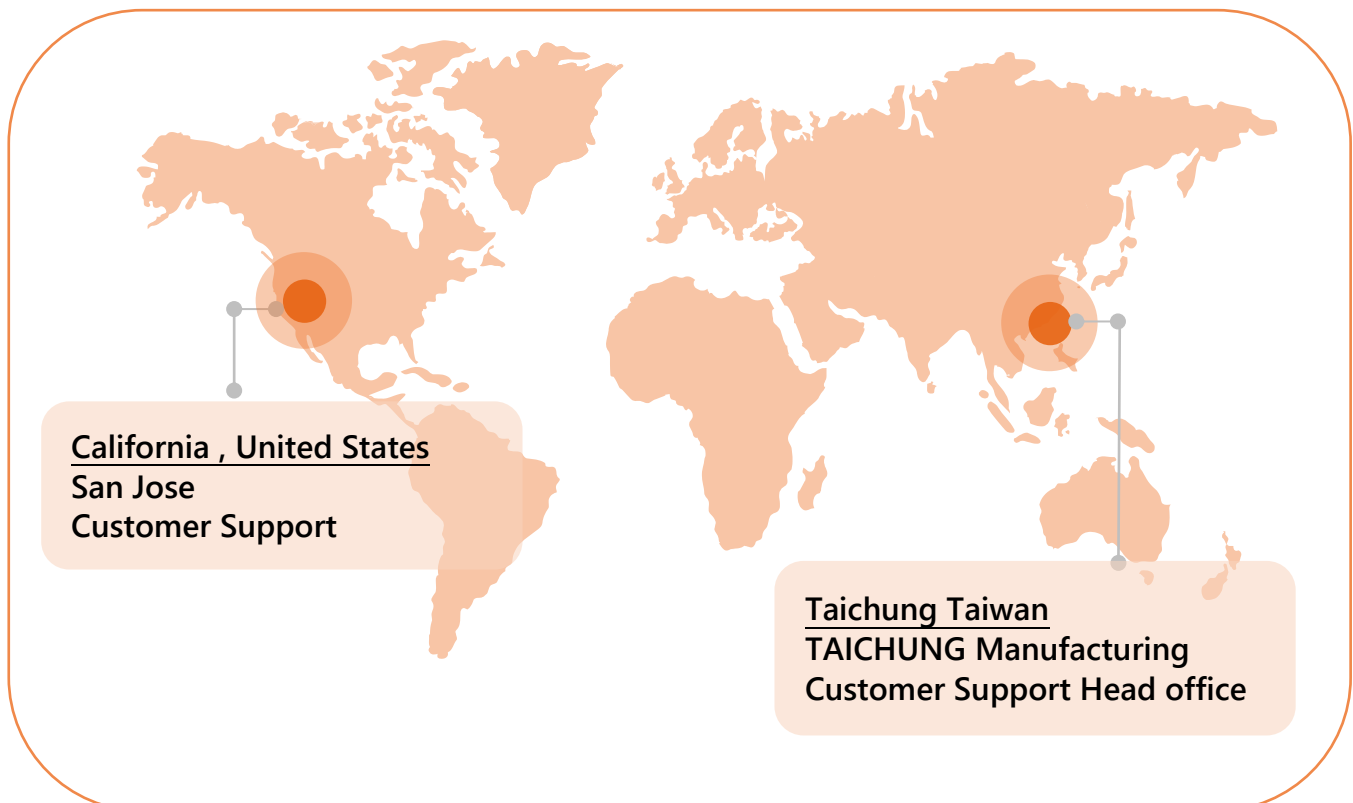 California , United States
San Jose
Customer Support
Taichung Taiwan
TAICHUNG Manufacturing
Customer Support Head office